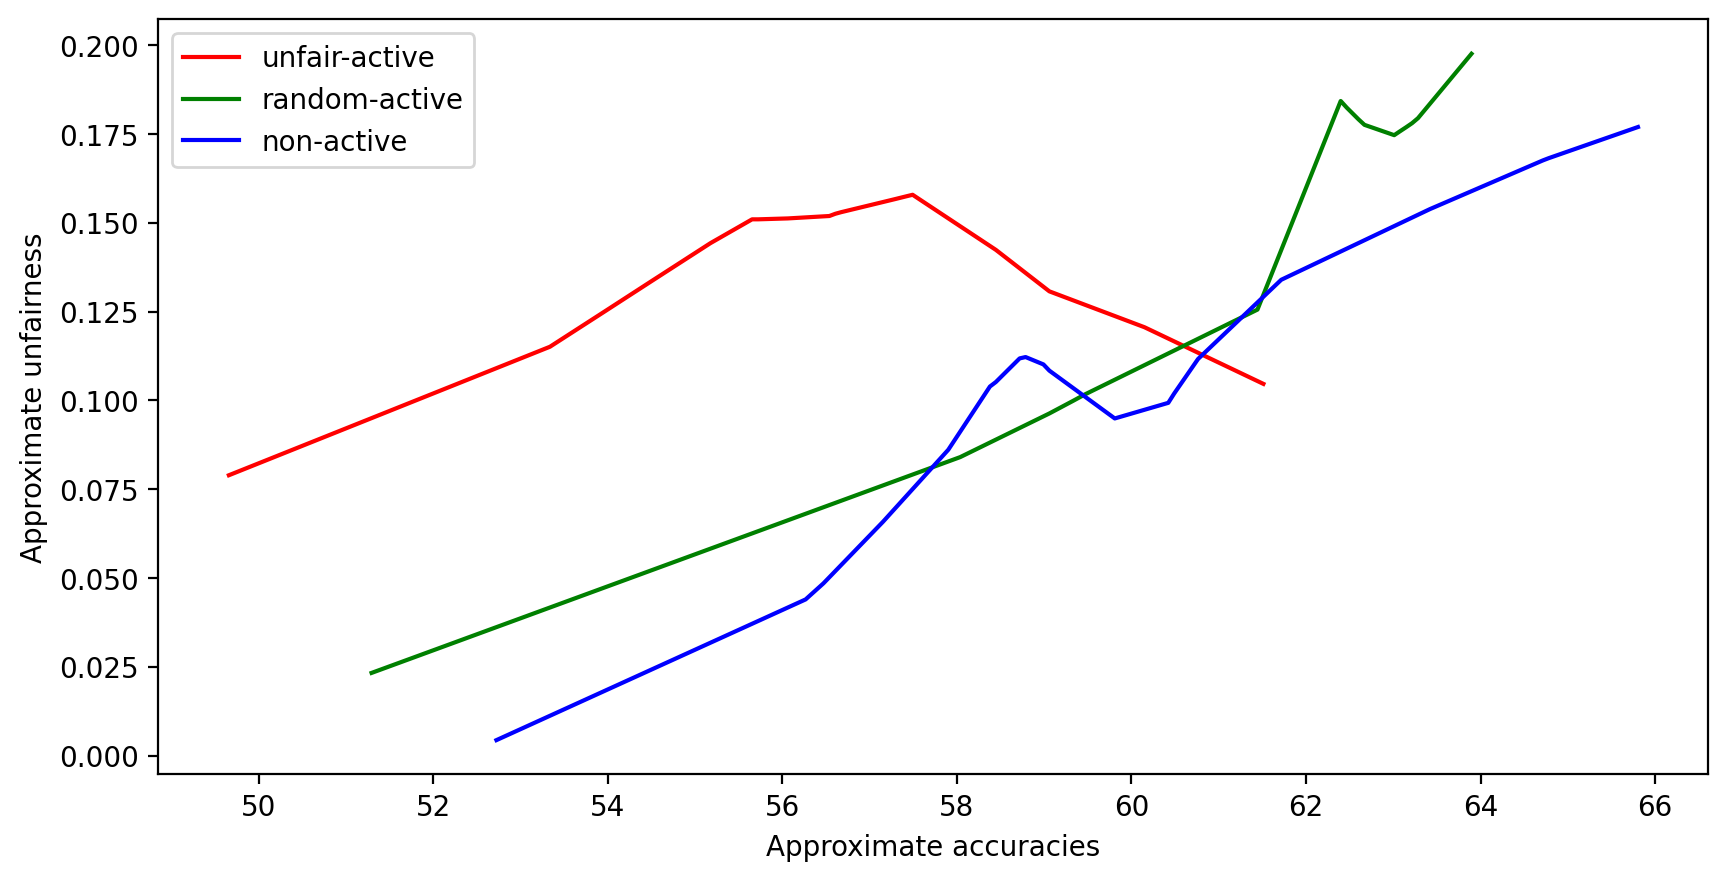 unfair-active
random-active
non-active
Approximate unfairness
0.200
0.175
0.150
0.125
0.100
0.075
0.050
0.025
0.000
50 52 54 56 58 60 62 64 66
Approximate accuracies